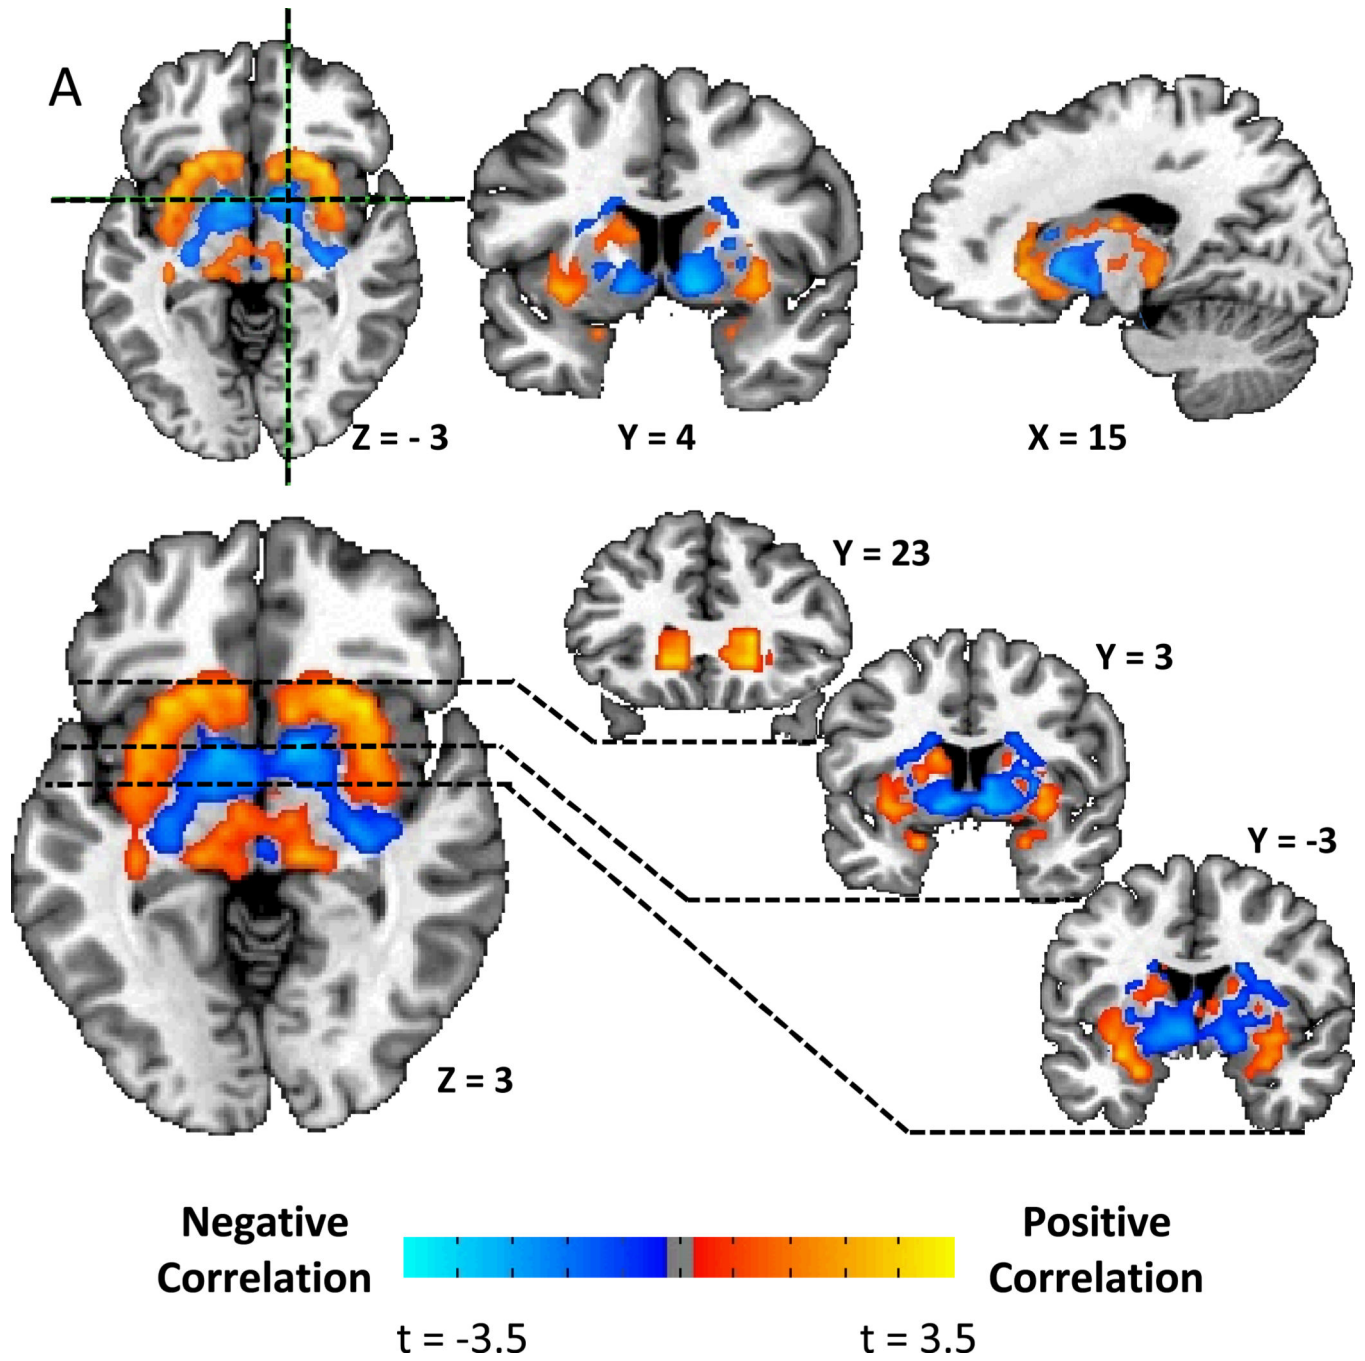 A
Z = - 3
Y = 4
X = 15
Y = 23
Y = 3
Y = -3
Z = 3
Negative
Correlation
Positive
Correlation
t = -3.5
t = 3.5